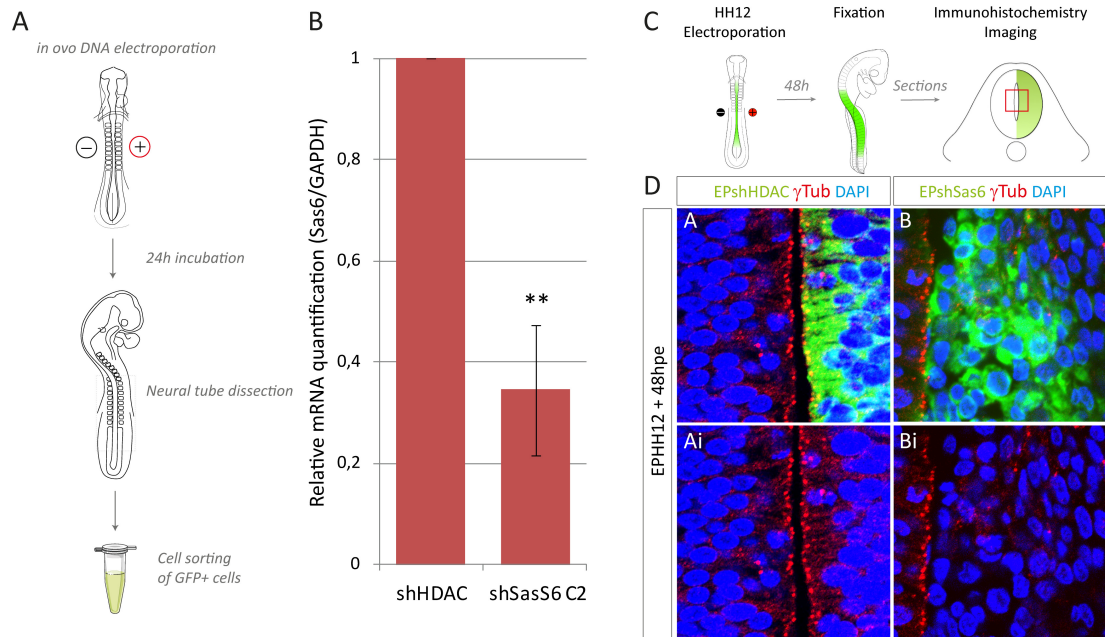 A
in ovo DNA electroporation
−
+
24h incubation
Neural tube dissection
Cell sorting
of GFP+ cells
B
Relative mRNA quantification (Sas6/GAPDH)
1
0,8
0,6
0,4
0,2
0
**
shHDAC
shSasS6 C2
C
HH12
Electroporation
Fixation
Immunohistochemistry
Imaging
48h
Sections
−
+
D
EPshHDAC γTub DAPI
EPshSas6 γTub DAPI
EPHH12 + 48hpe
A
B
Ai
Bi